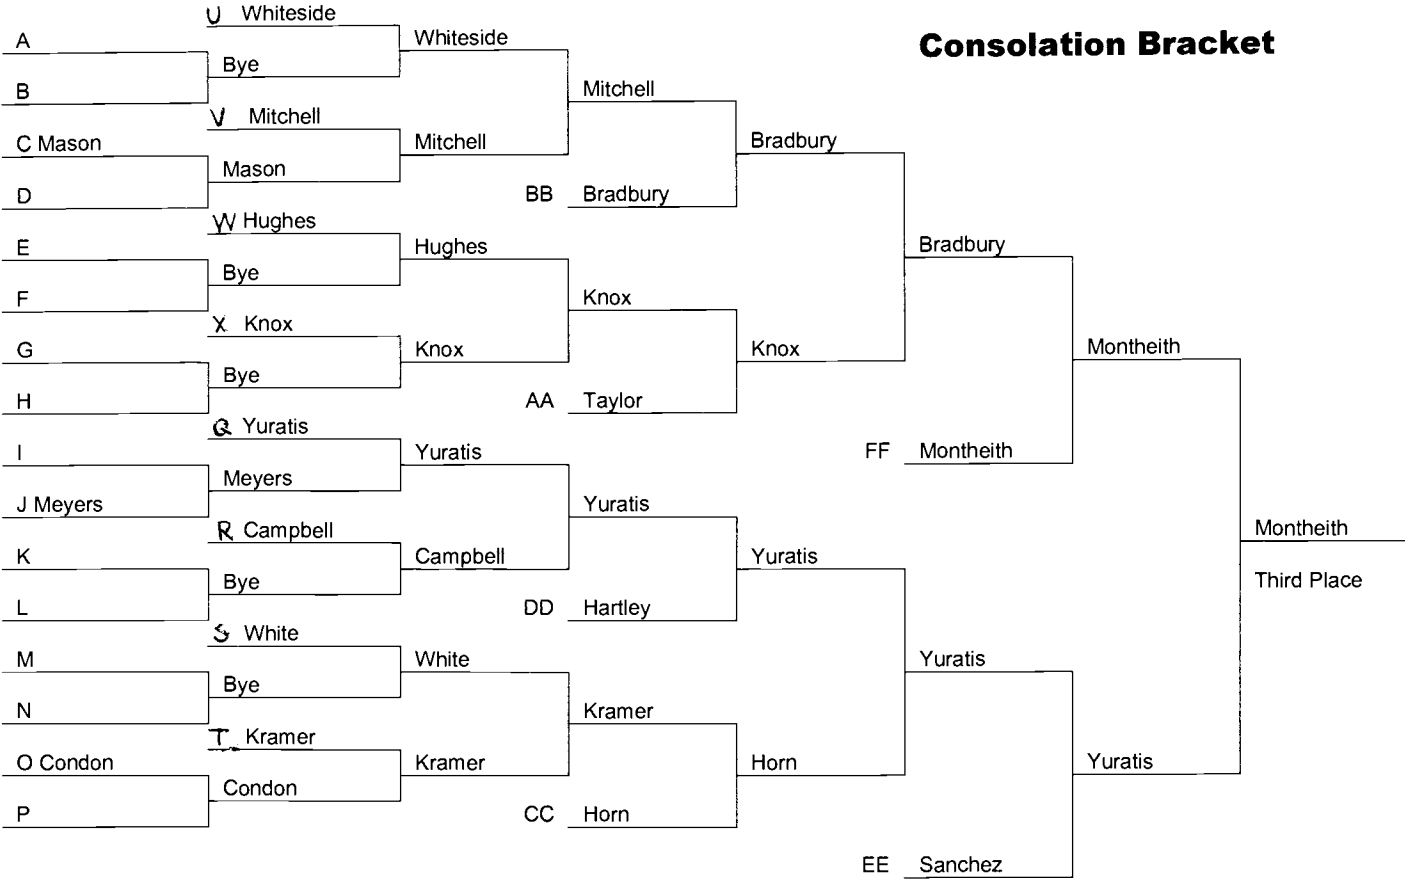 Consolation Bracket
U Whiteside
A
Whiteside
Bye
B
Mitchell
V Mitchell
C Mason
Mitchell
Bradbury
Mason
D
BB Bradbury
W Hughes
E
Hughes
Bradbury
Bye
F
Knox
X Knox
G
Knox
Knox
Montheith
Bye
H
AA Taylor
Q Yuratis
I
Yuratis
FF Montheith
Meyers
J Meyers
Yuratis
R Campbell
Montheith
K
Campbell
Yuratis
Bye
Third Place
L
DD Hartley
S White
M
White
Yuratis
Bye
N
Kramer
T Kramer
O Condon
Kramer
Horn
Yuratis
Condon
P
CC Horn
EE Sanchez